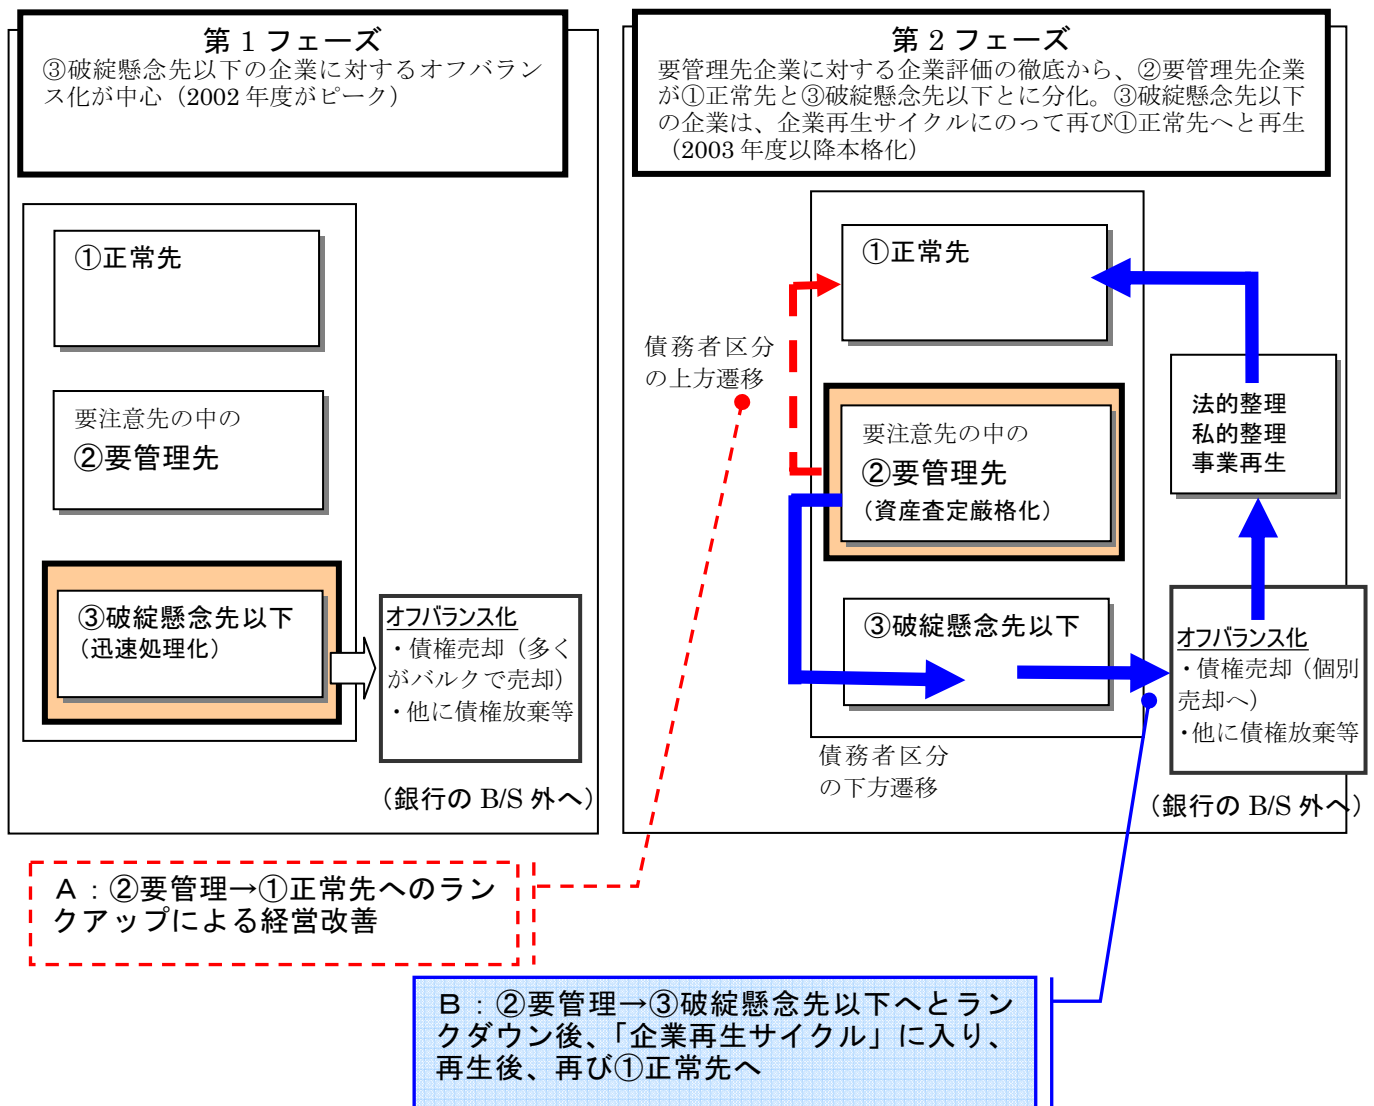 第 1 フェーズ
③破綻懸念先以下の企業に対するオフバラン
ス化が中心（2002 年度がピーク）
①正常先
要注意先の中の
②要管理先
③破綻懸念先以下
（迅速処理化）
オフバランス化
・債権売却（多く
がバルクで売却）
・他に債権放棄等
（銀行の B/S 外へ）
第 2 フェーズ
要管理先企業に対する企業評価の徹底から、②要管理先企業
が①正常先と③破綻懸念先以下とに分化。③破綻懸念先以下
の企業は、企業再生サイクルにのって再び①正常先へと再生
（2003 年度以降本格化）
①正常先
債務者区分
の上方遷移
要注意先の中の
②要管理先
（資産査定厳格化）
法的整理
私的整理
事業再生
③破綻懸念先以下
オフバランス化
・債権売却（個別
売却へ）
・他に債権放棄等
債務者区分
の下方遷移
（銀行の B/S 外へ）
Ａ：②要管理→①正常先へのラン
クアップによる経営改善
Ｂ：②要管理→③破綻懸念先以下へとラン
クダウン後、「企業再生サイクル」に入り、
再生後、再び①正常先へ